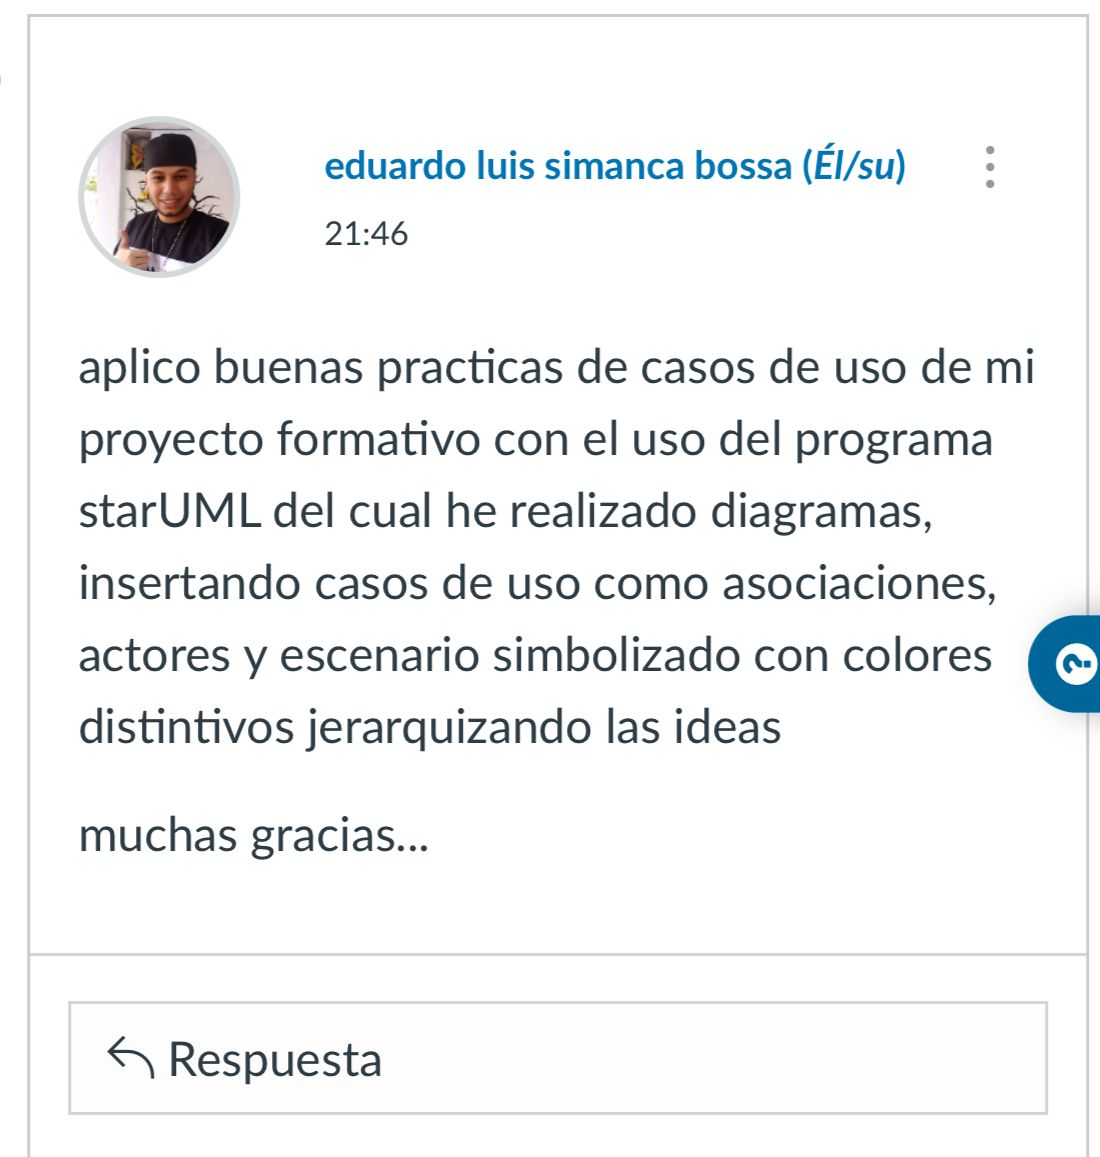 eduardo luis simanca bossa (Él/su)
21:46
aplico buenas practicas de casos de uso de mi
proyecto formativo con el uso del programa
starUML del cual he realizado diagramas,
insertando casos de uso como asociaciones,
actores y escenario simbolizado con colores
distintivos jerarquizando las ideas
muchas gracias...
Respuesta